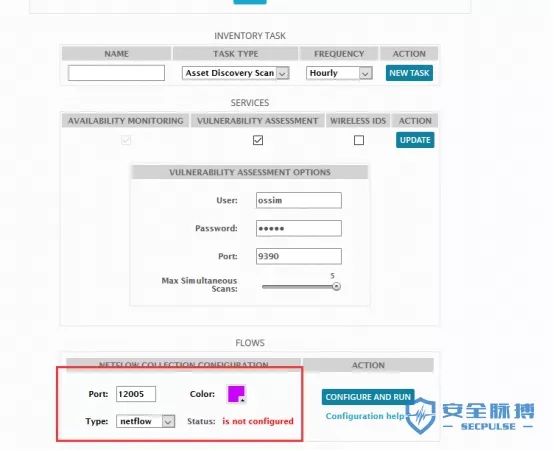 INVENTORY TASK
NAME TASK TYPE FREQUENCY ACTION
Asset Discovery Scan Hourly NEW TASK
SERVICES
AVAILABILITY MONITORING VULNERABILITY ASSESSMENT WIRELESS IDS ACTION
UPDATE
VULNERABILITY ASSESSMENT OPTIONS
User: ossim
Password: •••••
Port: 9390
5
Max Simultaneous
Scans:
FLOWS
NETFLOW COLLECTION CONFIGURATION ACTION
Port: 12005 Color:
CONFIGURE AND RUN
Configuration help
Type: netflow Status: is not configured
安全脉搏
SECPULSE